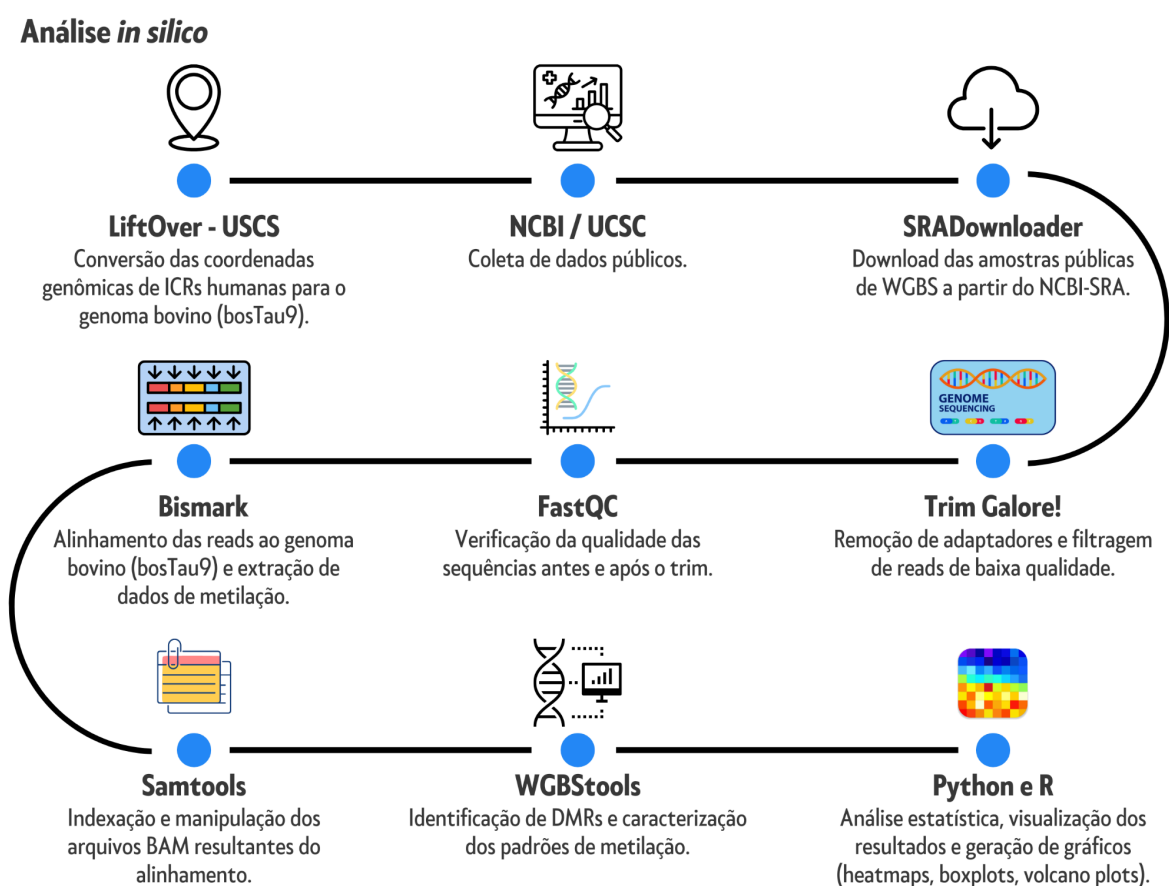 Análise in silico
LiftOver - USCS
Conversão das coordenadas
genômicas de ICRs humanas para o
genoma bovino (bosTau9).
NCBI / UCSC
Coleta de dados públicos.
SRADownloader
Download das amostras públicas
de WGBS a partir do NCBI-SRA.
GENOME
SEQUENCING
Trim Galore!
Remoção de adaptadores e filtragem
de reads de baixa qualidade.
FastQC
Verificação da qualidade das
sequências antes e após o trim.
Bismark
Alinhamento das reads ao genoma
bovino (bosTau9) e extração de
dados de metilação.
Samtools
Indexação e manipulação dos
arquivos BAM resultantes do
alinhamento.
WGBStools
Identificação de DMRs e caracterização
dos padrões de metilação.
Python e R
Análise estatística, visualização dos
resultados e geração de gráficos
(heatmaps, boxplots, volcano plots).